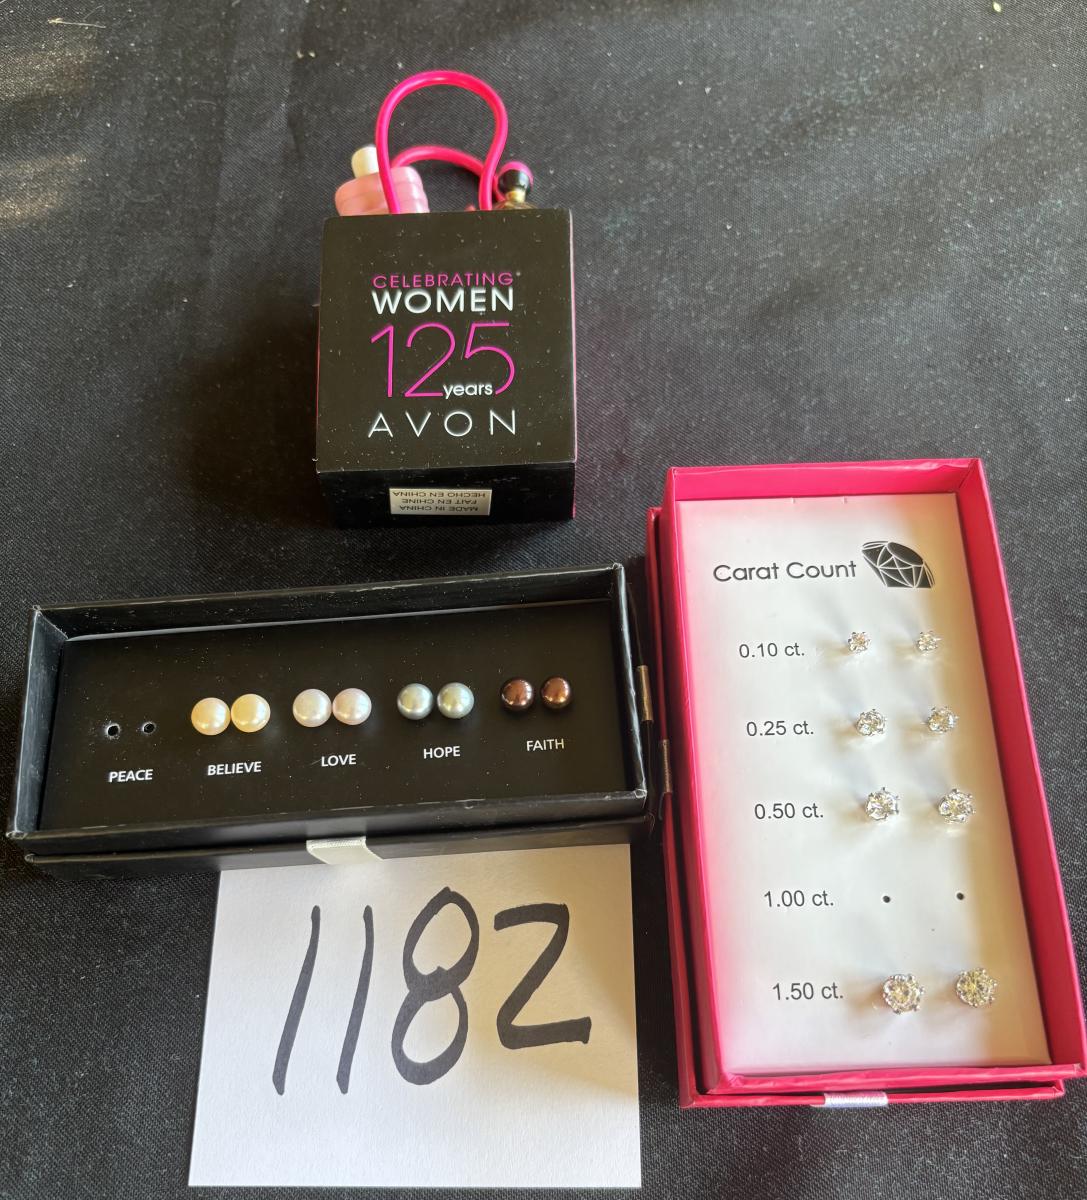 CELEBRATING
WOMEN
125
years
AVON
MADE IN CHINA
FAIT EN CHINE
HECHO EN CHINA
PEACE
BELIEVE
LOVE
HOPE
FAITH
Carat Count
0.10 ct.
0.25 ct.
0.50 ct.
1.00 ct.
1.50 ct.
1182